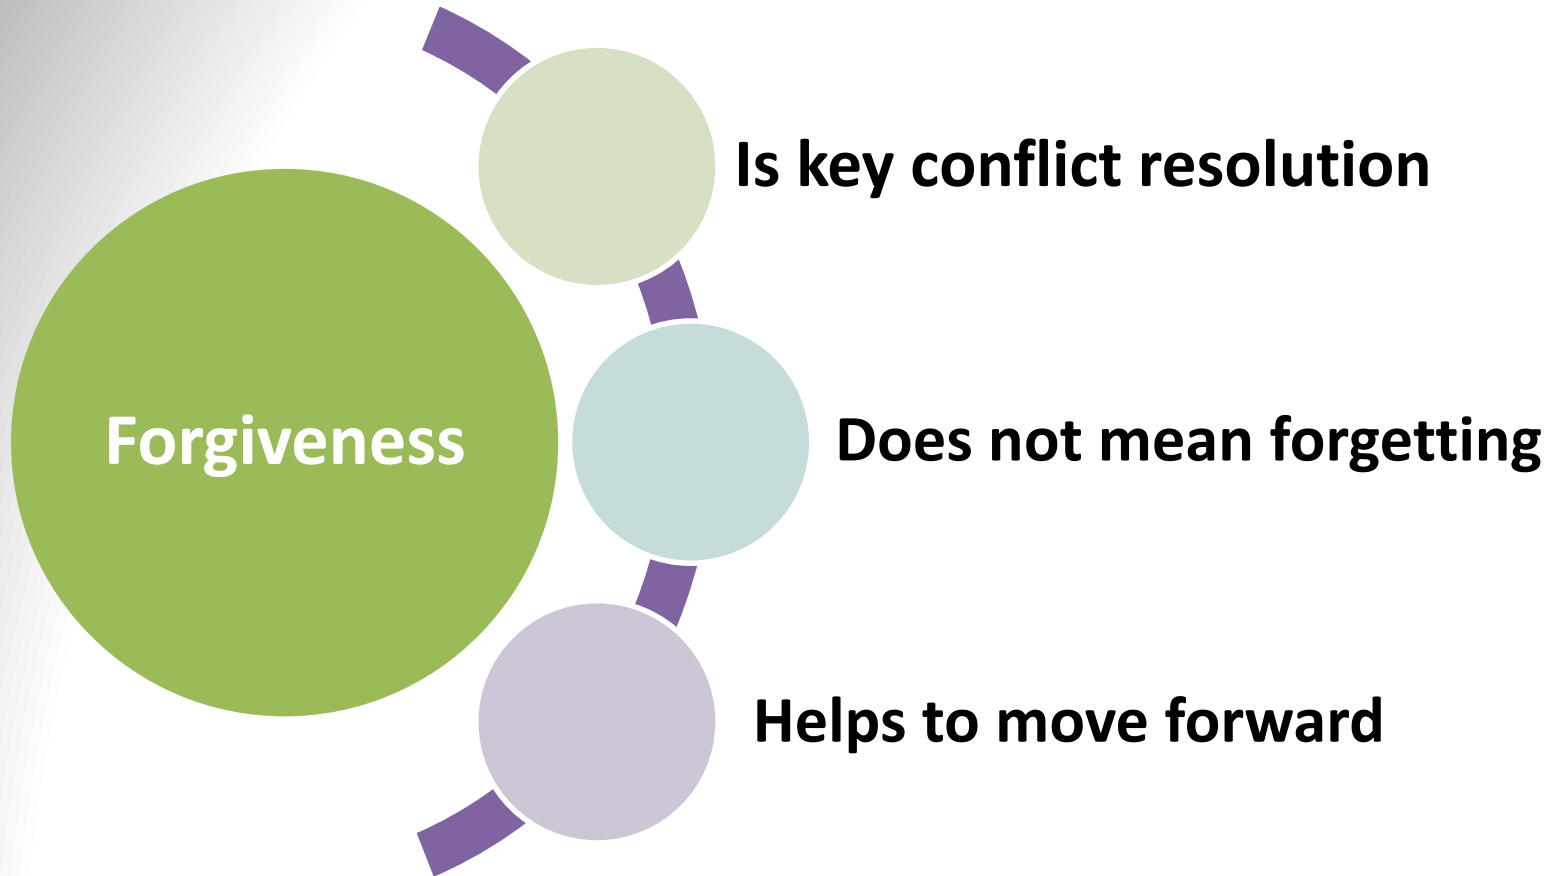 Forgiveness
Is key conflict resolution
Does not mean forgetting
Helps to move forward